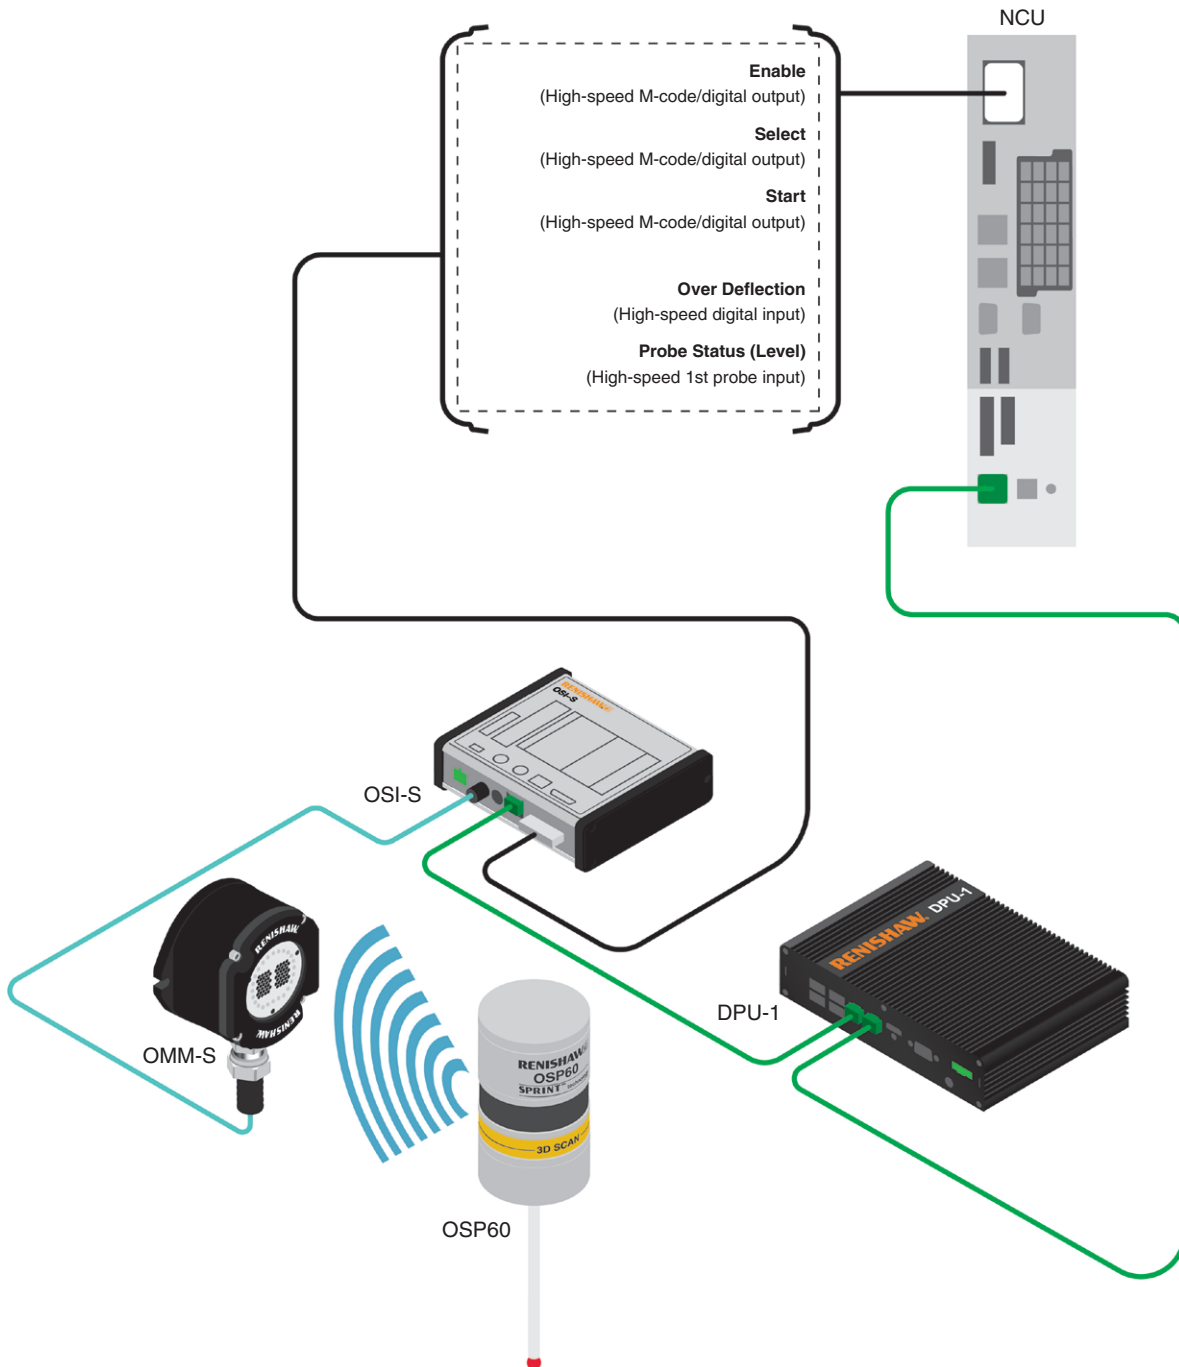 NCU
Enable
(High-speed M-code/digital output)
Select
(High-speed M-code/digital output)
Start
(High-speed M-code/digital output)
Over Deflection
(High-speed digital input)
Probe Status (Level)
(High-speed 1st probe input)
RENISHAW
OSI-S
OSI-S
RENISHAW
RENISHAW
OMM-S
RENISHAW
OSP60
SPRINT™
3D SCAN
OSP60
RENISHAW DPU-1
DPU-1